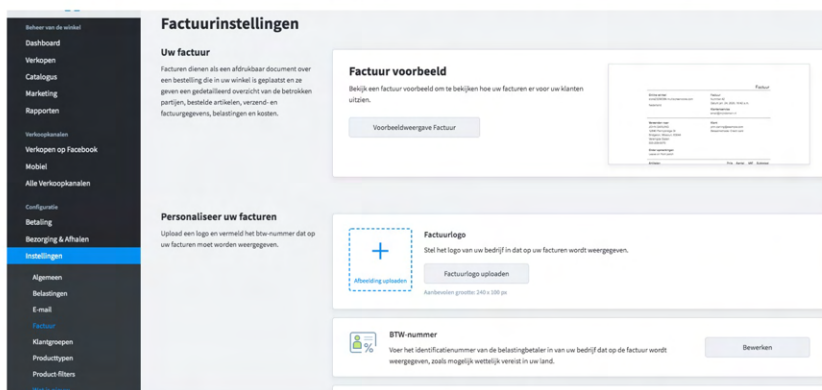 Beheer van de winkel
Dashboard
Verkopen
Catalogus
Marketing
Rapporten
Verkoopkanalen
Verkopen op Facebook
Mobiel
Alle Verkoopkanalen
Configuratie
Betaling
Bezorging & Afhalen
Instellingen
Algemeen
Belastingen
E-mail
Factuur
Klantgroepen
Producttypen
Product-filters
Factuurinstellingen
Uw factuur
Facturen dienen als een afdrukbaar document over
een bestelling die in uw winkel is geplaatst en ze
geven een gedetailleerd overzicht van de betrokken
partijen, bestelde artikelen, verzend- en
factuurgegevens, belastingen en kosten.
Factuur voorbeeld
Bekijk een factuur voorbeeld om te bekijken hoe uw facturen er voor uw klanten
uitzien.
Voorbeeldweergave Factuur
Factuur
Personaliseer uw facturen
Upload een logo en vermeld het btw-nummer dat op
uw facturen moet worden weergegeven.
Afbeelding uploaden
Factuurlogo
Stel het logo van uw bedrijf in dat op uw facturen wordt weergegeven.
Factuurlogo uploaden
Aanbevolen grootte: 240 x 100 px
BTW-nummer
Voer het identificatienummer van de belastingbetaler in van uw bedrijf dat op de factuur wordt
weergegeven, zoals mogelijk wettelijk vereist in uw land.
Bewerken